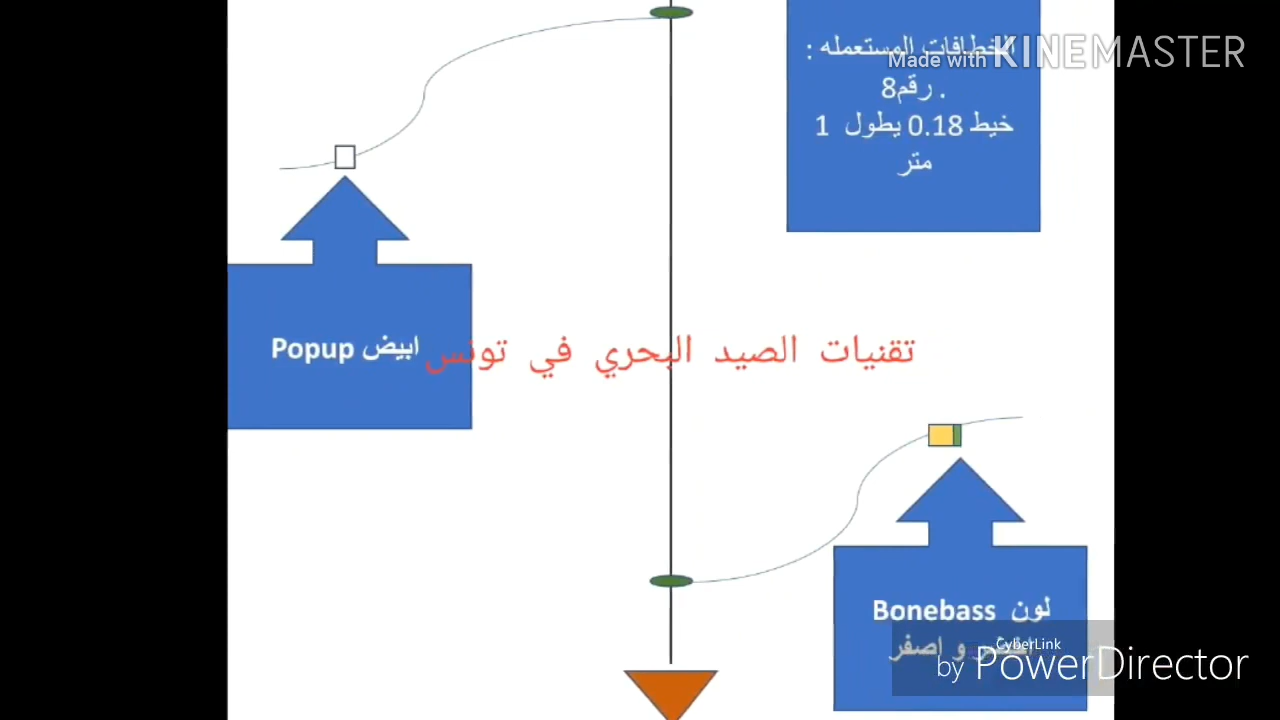 الخطافات المستعمله :
Made with KINEMASTER
رقم8 .
خيط 0.18 يطول 1
متر
ابيض Popup
تقنيات الصيد البحري في تونس
لون Bonebass
و اصفر
CyberLink
by PowerDirector